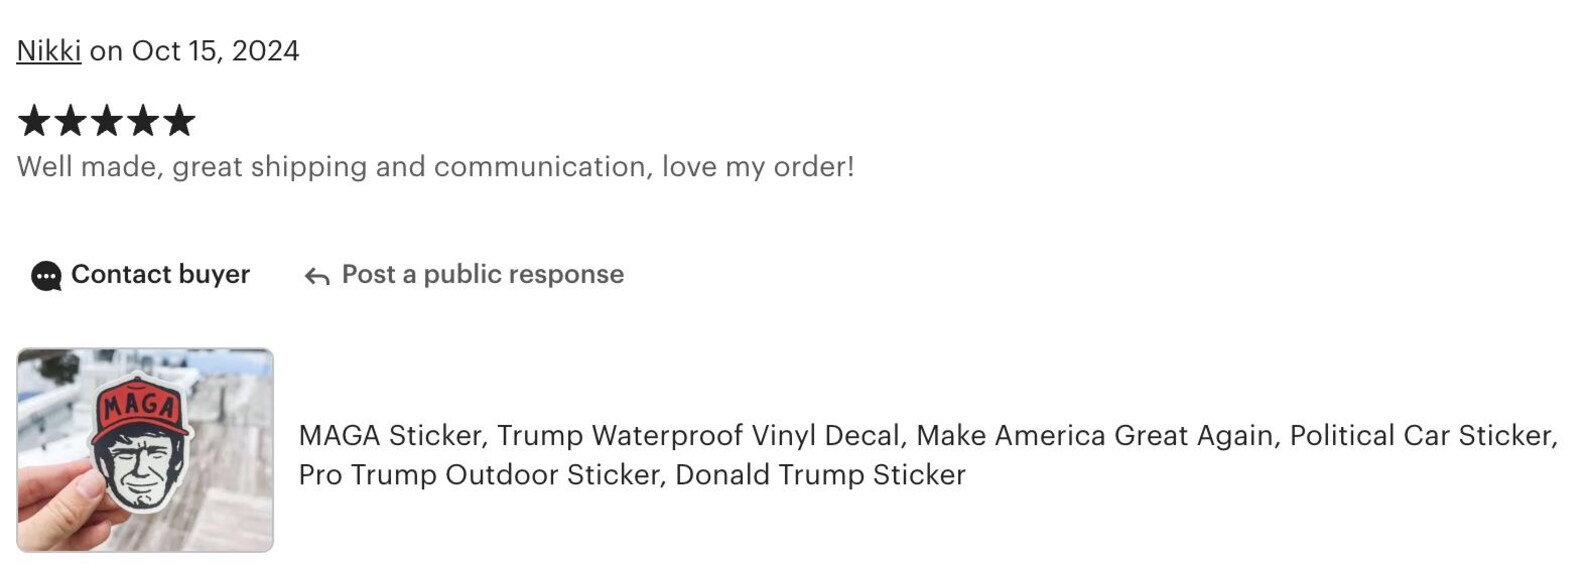 Nikki on Oct 15, 2024
Well made, great shipping and communication, love my order!
Contact buyer
Post a public response
MAGA
MAGA Sticker, Trump Waterproof Vinyl Decal, Make America Great Again, Political Car Sticker,
Pro Trump Outdoor Sticker, Donald Trump Sticker